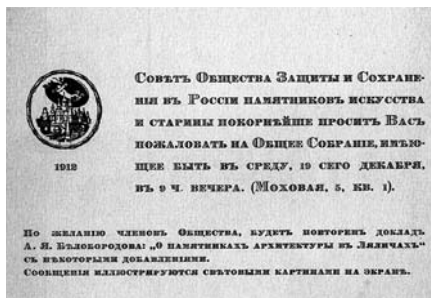 Совѣтъ Общества Защиты и Сохране-
нія въ Россіи памятниковъ искусства
и старины покорнѣйше проситъ Васъ
пожаловать на Общее Собраніе, имѣю-
щее быть въ среду, 19 сего декабря,
въ 9 ч. вечера. (Моховая, 5, кв. 1).
1912
По желанію членовъ Общества, будетъ повторенъ докладъ
А. Я. Бѣлобородова: „О памятникахъ архитектуры въ Ляличахъ“
съ нѣкоторыми добавленіями.
Сообщенія иллюстрируются свѣтовыми картинами на экранѣ.